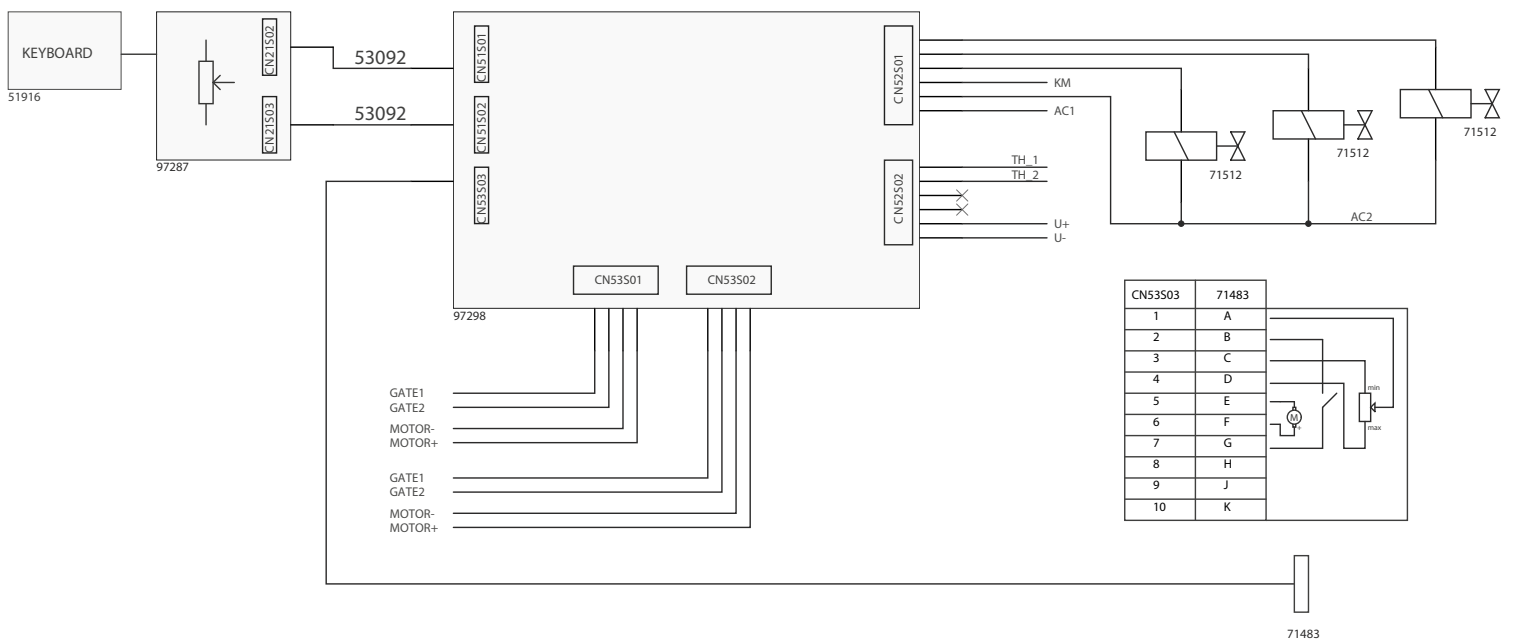 KEYBOARD
51916
CN21S02
CN21S03
97287
53092
53092
CN51S01
CN51S02
CN53S03
CN52S01
CN52S02
CN53S01
CN53S02
97298
KM
AC1
TH_1
TH_2
U+
U-
71512
71512
71512
AC2
GATE1
GATE2
MOTOR-
MOTOR+
GATE1
GATE2
MOTOR-
MOTOR+
CN53S03 71483
1 A
2 B
3 C
4 D
5 E
6 F
7 G
8 H
9 J
10 K
M
+
min
max
71483